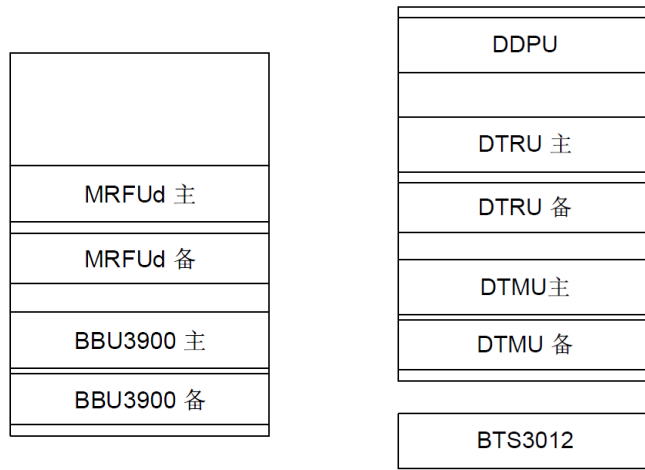 MRFUd 主
MRFUd 备
BBU3900 主
BBU3900 备
DDPU
DTRU 主
DTRU 备
DTMU主
DTMU 备
BTS3012